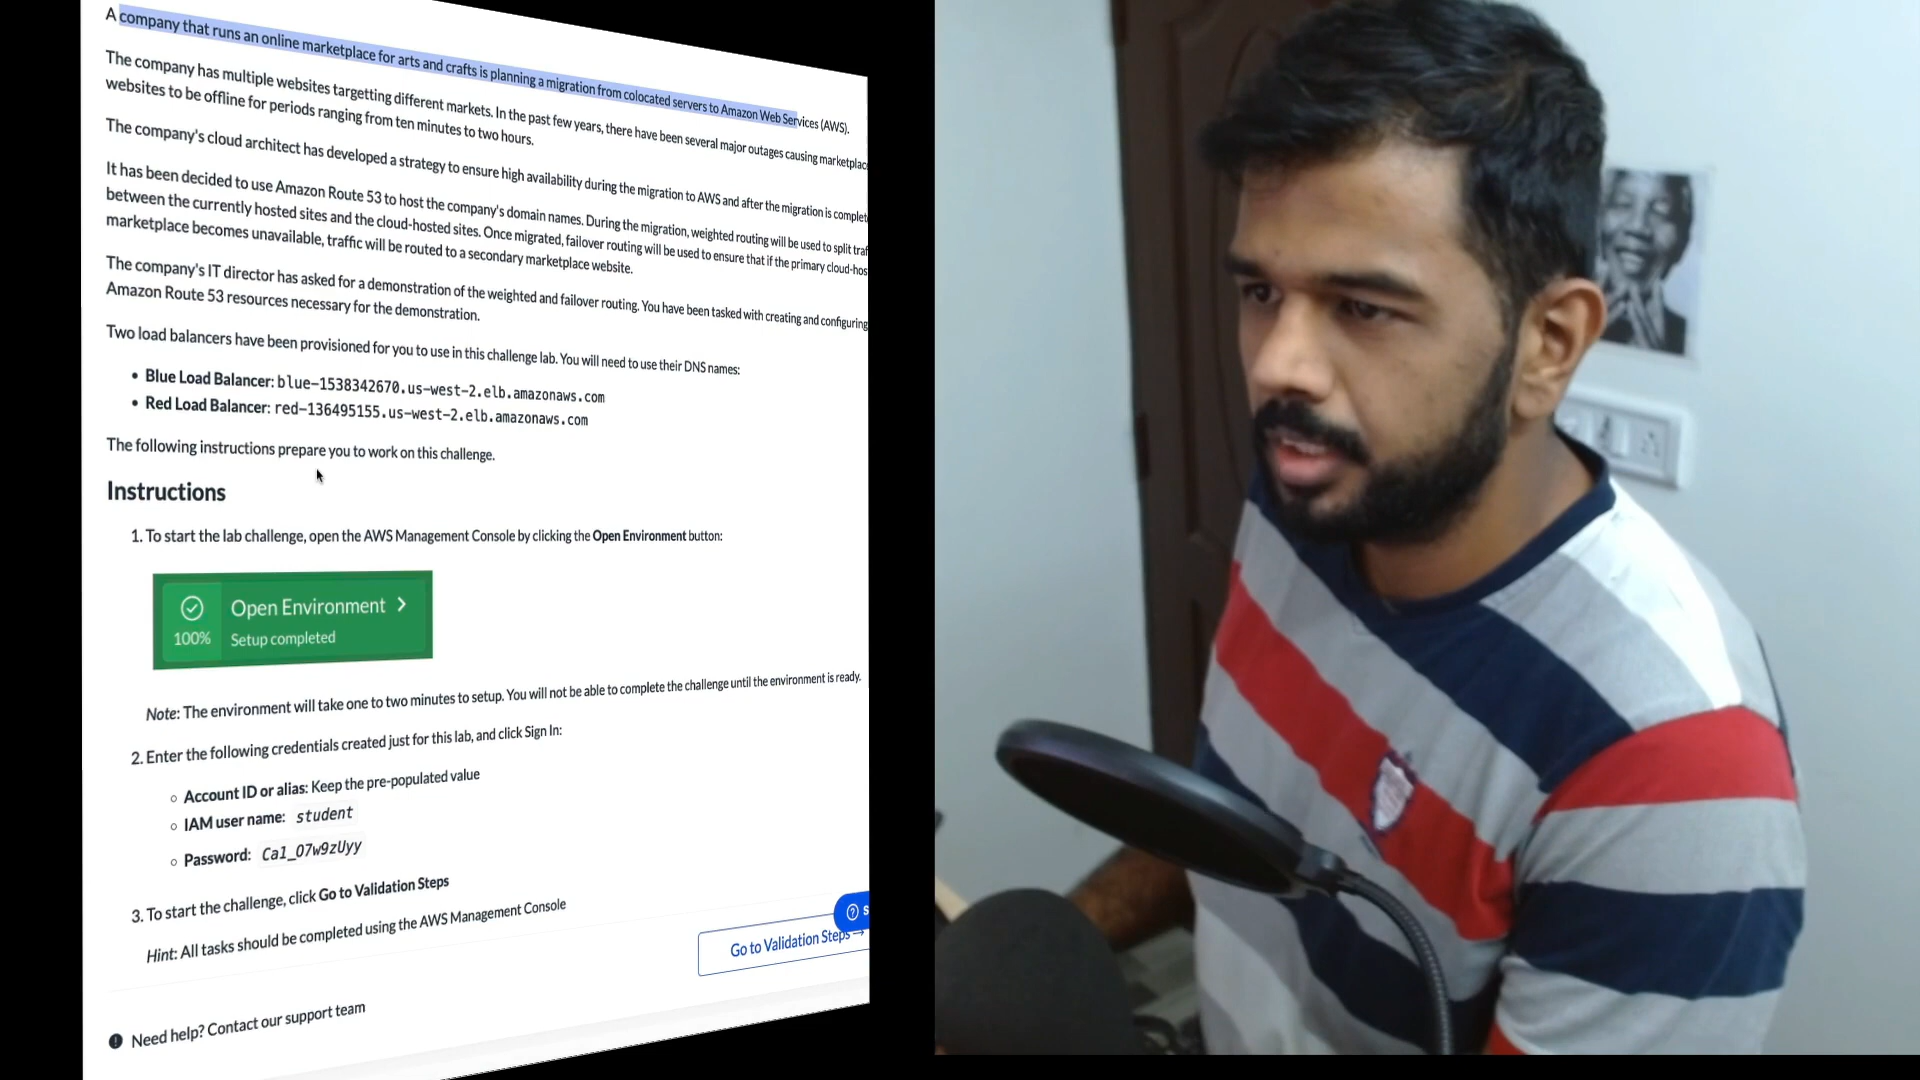 A company that runs an online marketplace for arts and crafts is planning a migration from colocated servers to Amazon Web Services (AWS).
The company has multiple websites targetting different markets. In the past few years, there have been several major outages causing marketplac
websites to be offline for periods ranging from ten minutes to two hours.
The company's cloud architect has developed a strategy to ensure high availability during the migration to AWS and after the migration is complet
It has been decided to use Amazon Route 53 to host the company's domain names. During the migration, weighted routing will be used to split traf
between the currently hosted sites and the cloud-hosted sites. Once migrated, failover routing will be used to ensure that if the primary cloud-hos
marketplace becomes unavailable, traffic will be routed to a secondary marketplace website.
The company's IT director has asked for a demonstration of the weighted and failover routing. You have been tasked with creating and configuring
Amazon Route 53 resources necessary for the demonstration.
Two load balancers have been provisioned for you to use in this challenge lab. You will need to use their DNS names:
• Blue Load Balancer: blue-1538342670.us-west-2.elb.amazonaws.com
• Red Load Balancer: red-136495155.us-west-2.elb.amazonaws.com
The following instructions prepare you to work on this challenge.
Instructions
1. To start the lab challenge, open the AWS Management Console by clicking the Open Environment button:
Open Environment
100% Setup completed
Note: The environment will take one to two minutes to setup. You will not be able to complete the challenge until the environment is ready.
2. Enter the following credentials created just for this lab, and click Sign In:
Account ID or alias: Keep the pre-populated value
IAM user name: student
Password: Ca1_O7w9zUyy
3. To start the challenge, click Go to Validation Steps
Hint: All tasks should be completed using the AWS Management Console
S
Go to Validation Steps →
Need help? Contact our support team